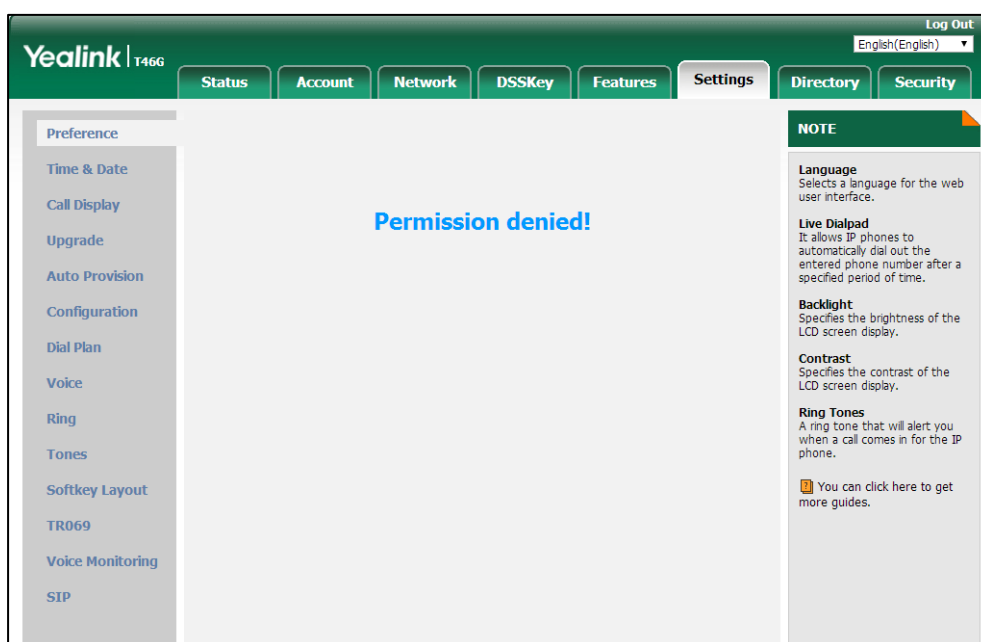 Log Out
Yealink | T46G
English(English)
Status
Account
Network
DSSKey
Features
Settings
Directory
Security
Preference
Time & Date
Call Display
Upgrade
Auto Provision
Configuration
Dial Plan
Voice
Ring
Tones
Softkey Layout
TR069
Voice Monitoring
SIP
Permission denied!
NOTE
Language
Selects a language for the web
user interface.
Live Dialpad
It allows IP phones to
automatically dial out the
entered phone number after a
specified period of time.
Backlight
Specifies the brightness of the
LCD screen display.
Contrast
Specifies the contrast of the
LCD screen display.
Ring Tones
A ring tone that will alert you
when a call comes in for the IP
phone.
You can click here to get
more guides.